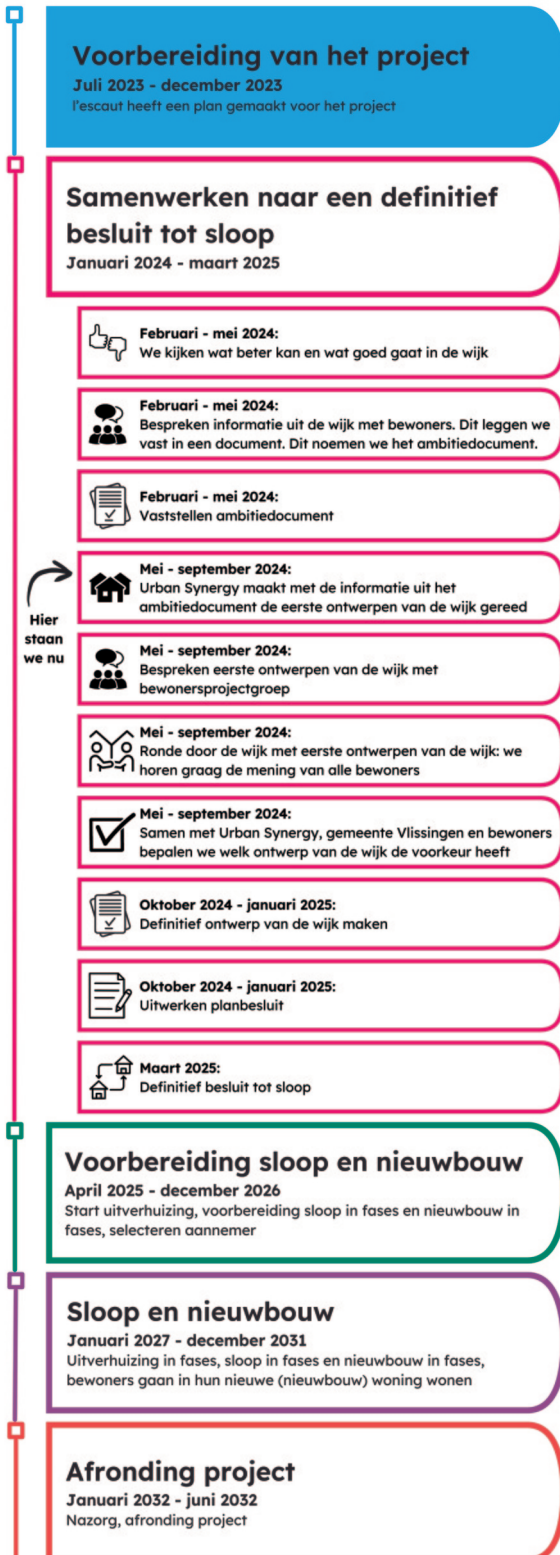 Voorbereiding van het project
Juli 2023 - december 2023
l'escaut heeft een plan gemaakt voor het project
Samenwerken naar een definitief
besluit tot sloop
Januari 2024 - maart 2025
Februari - mei 2024:
We kijken wat beter kan en wat goed gaat in de wijk
Februari - mei 2024:
Bespreken informatie uit de wijk met bewoners. Dit leggen we
vast in een document. Dit noemen we het ambitiedocument.
Februari - mei 2024:
Vaststellen ambitiedocument
Hier
staan
we nu
Mei - september 2024:
Urban Synergy maakt met de informatie uit het
ambitiedocument de eerste ontwerpen van de wijk gereed
Mei - september 2024:
Bespreken eerste ontwerpen van de wijk met
bewonersprojectgroep
Mei - september 2024:
Ronde door de wijk met eerste ontwerpen van de wijk: we
horen graag de mening van alle bewoners
Mei - september 2024:
Samen met Urban Synergy, gemeente Vlissingen en bewoners
bepalen we welk ontwerp van de wijk de voorkeur heeft
Oktober 2024 - januari 2025:
Definitief ontwerp van de wijk maken
Oktober 2024 - januari 2025:
Uitwerken planbesluit
Maart 2025:
Definitief besluit tot sloop
Voorbereiding sloop en nieuwbouw
April 2025 - december 2026
Start uitverhuizing, voorbereiding sloop in fases en nieuwbouw in
fases, selecteren aannemer
Sloop en nieuwbouw
Januari 2027 - december 2031
Uitverhuizing in fases, sloop in fases en nieuwbouw in fases,
bewoners gaan in hun nieuwe (nieuwbouw) woning wonen
Afronding project
Januari 2032 - juni 2032
Nazorg, afronding project